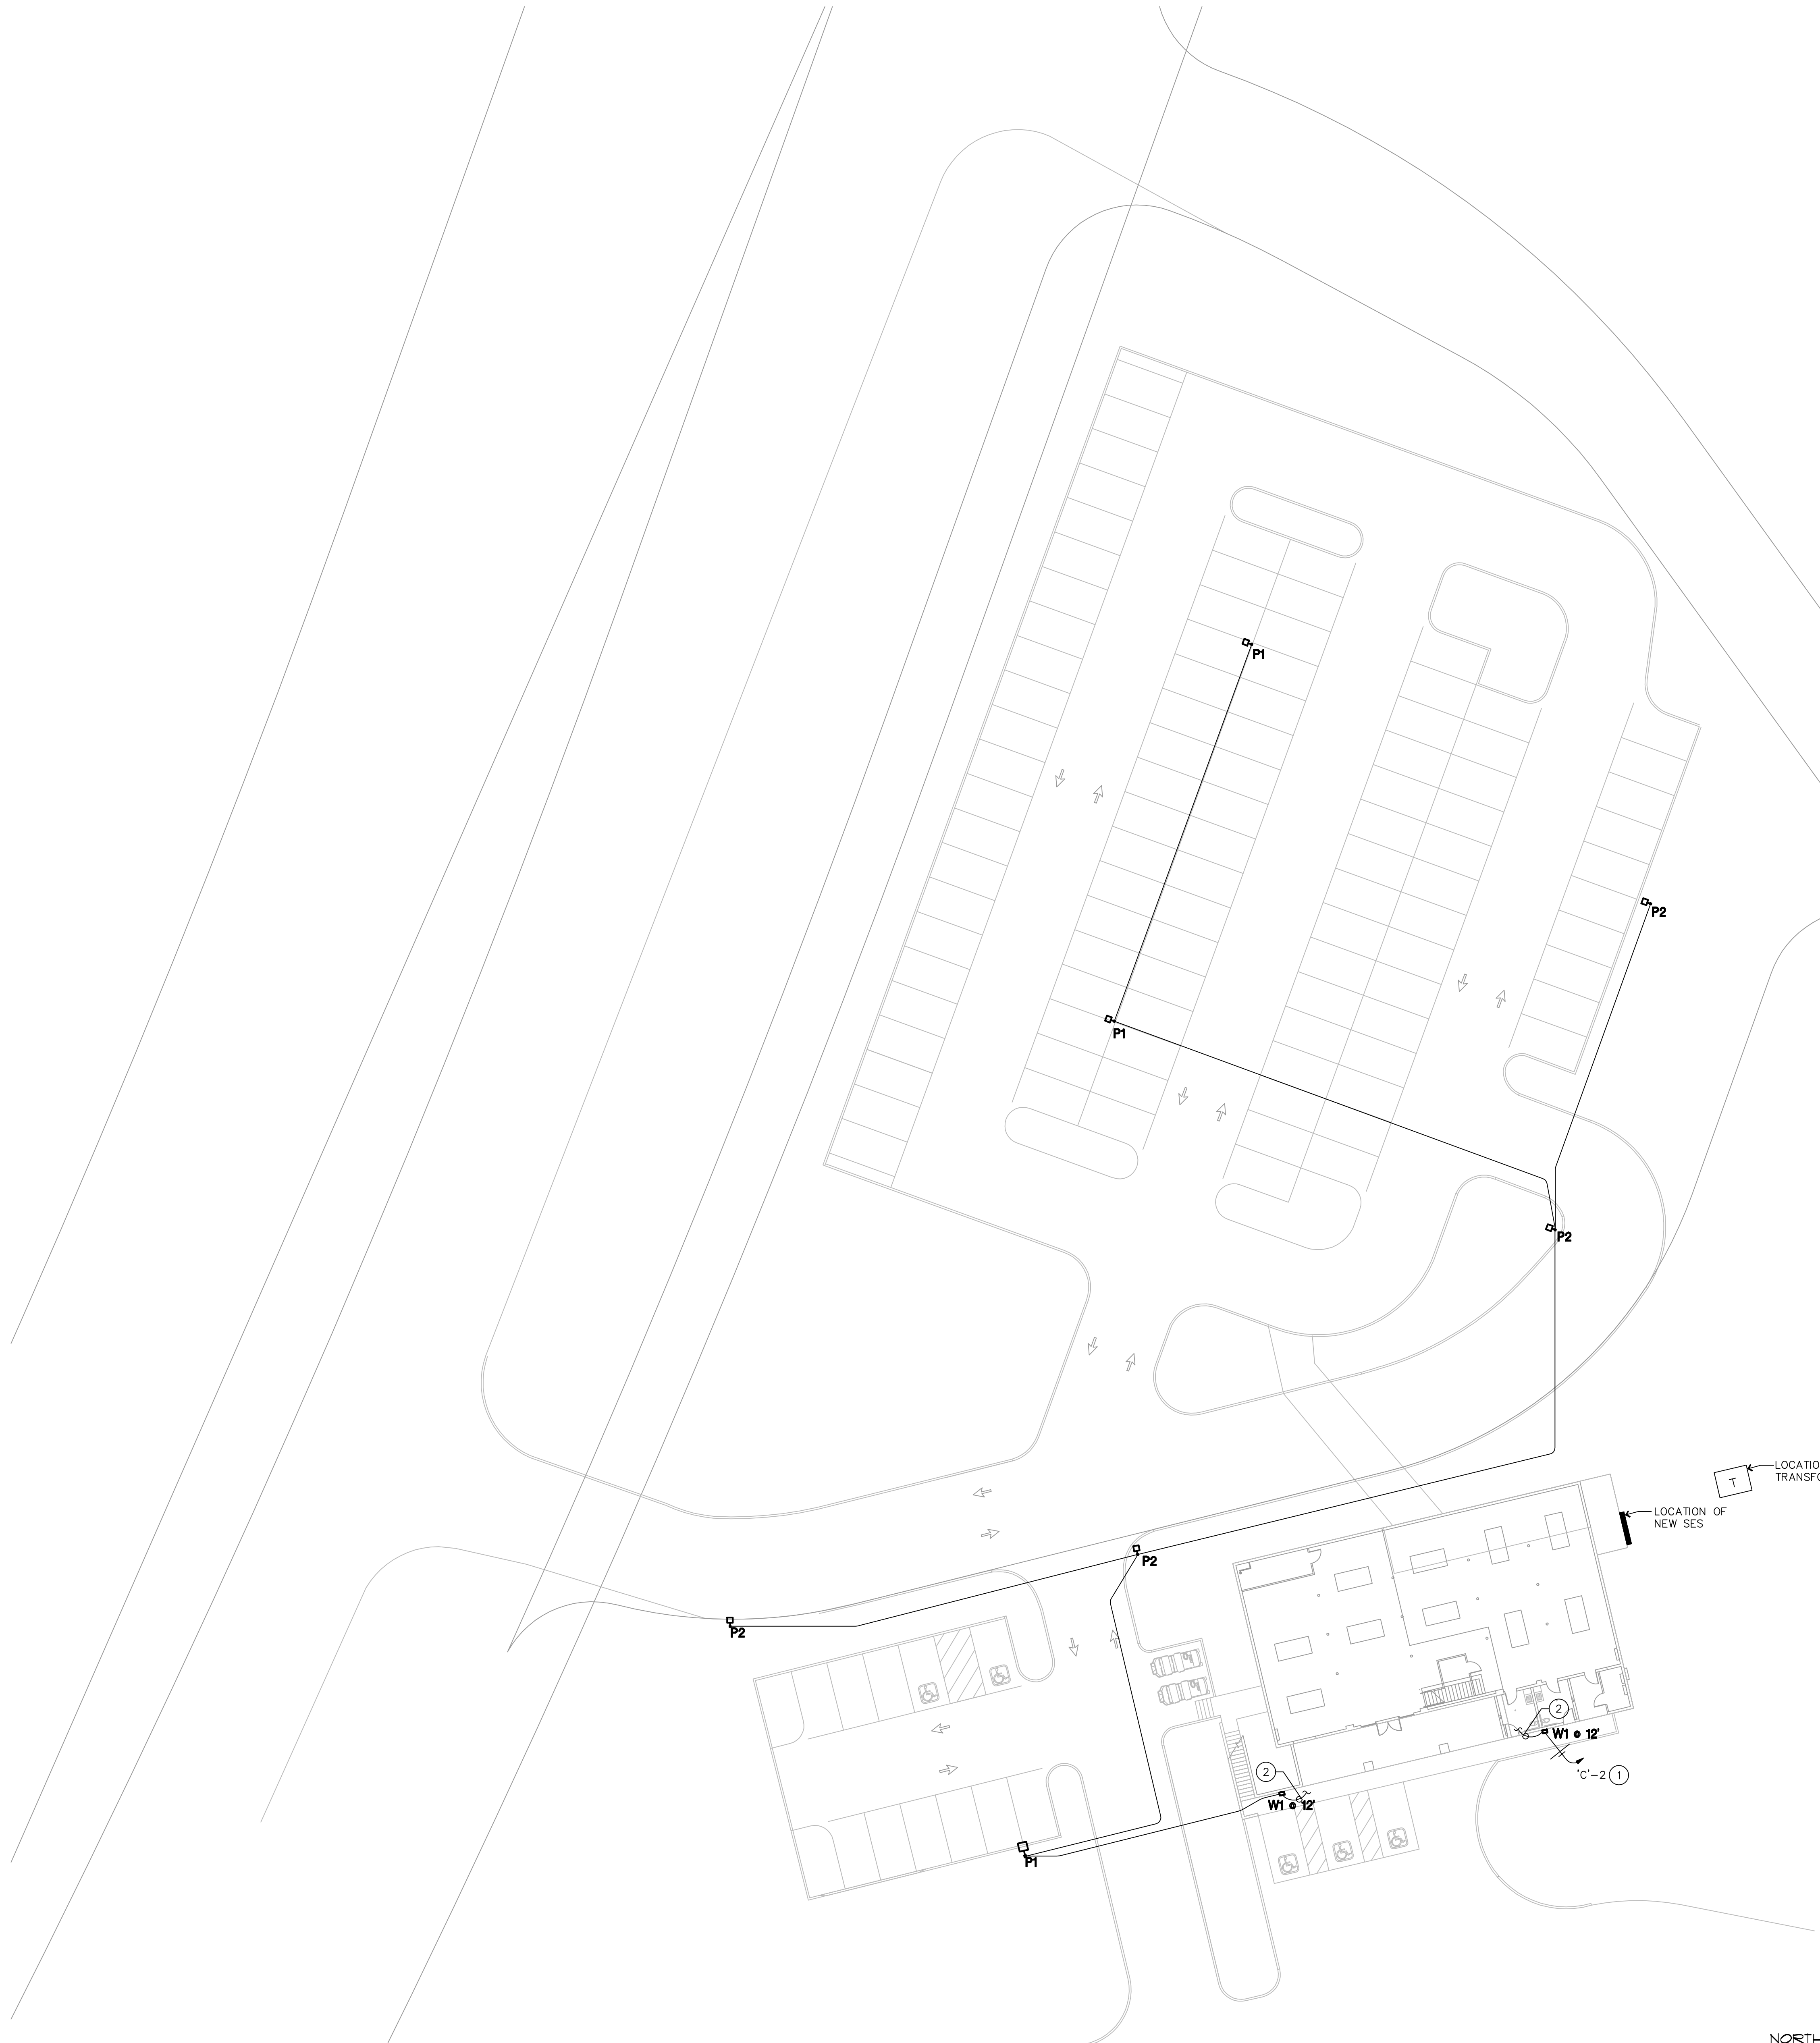 P1
P2
P1
P2
LOCATIO
TRANSFO
T
LOCATION OF
NEW SES
P2
P2
2
W1 @ 12'
2
'C'-2 1
W1 @ 12'
P1
NORTH